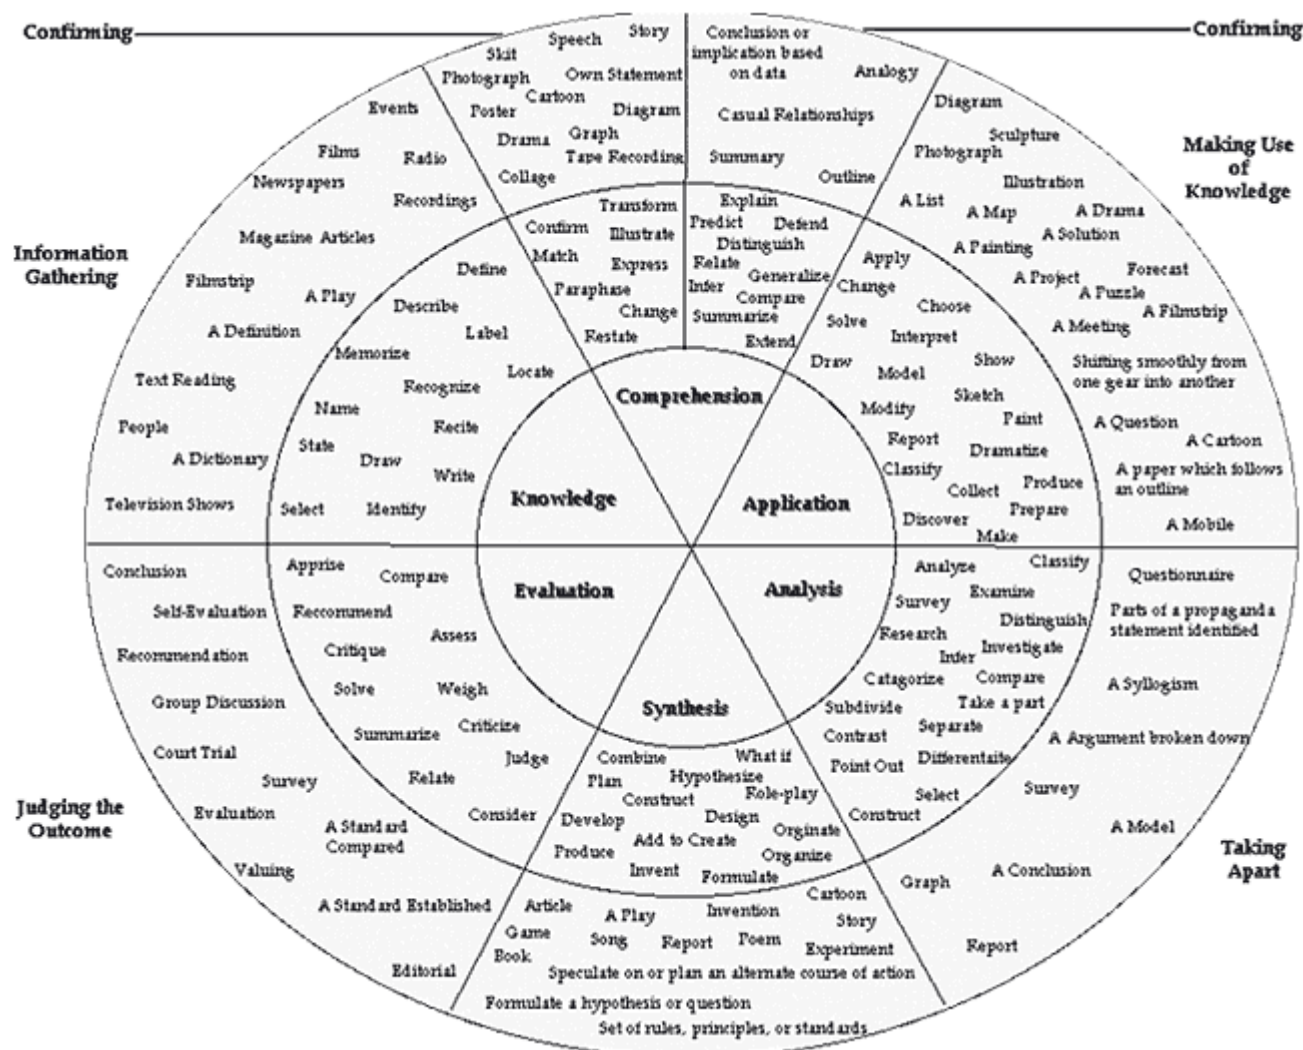 Confirming
Confirming
Information
Gathering
Making Use
of
Knowledge
Judging the
Outcome
Taking
Apart
Comprehension
Knowledge
Application
Evaluation
Analysis
Synthesis
Story
Speech
Skit
Photograph
Own Statement
Cartoon
Poster
Diagram
Graph
Drama
Tape Recording
Collage
Conclusion or
implication based
on data
Analogy
Casual Relationships
Summary
Outline
Transform
Confirm
Illustrate
Match
Express
Paraphase
Change
Restate
Explain
Predict
Defend
Distinguish
Relate
Generalize
Infer
Compare
Summarize
Extend
Diagram
Sculpture
Photograph
Illustration
A List
A Map
A Drama
A Solution
A Painting
Forecast
A Project
A Puzzle
A Filmstrip
A Meeting
Shifting smoothly from
one gear into another
A Question
A Cartoon
A paper which follows
an outline
A Mobile
Apply
Change
Choose
Solve
Interpret
Draw
Show
Model
Sketch
Modify
Paint
Report
Dramatize
Classify
Produce
Collect
Prepare
Discover
Make
Classify
Analyze
Examine
Survey
Distinguish
Research
Investigate
Infer
Catagorize
Compare
Take a part
Subdivide
Separate
Contrast
Point Out
Differentaite
Select
Construct
Questionnaire
Parts of a propaganda
statement identified
A Syllogism
A Argument broken down
Survey
A Model
A Conclusion
Graph
Report
What if
Combine
Hypothesize
Plan
Role-play
Construct
Design
Develop
Orginate
Add to Create
Produce
Organize
Invent
Formulate
Cartoon
Article
Invention
A Play
Story
Game
Song
Report
Poem
Experiment
Book
Speculate on or plan an alternate course of action
Formulate a hypothesis or question
Set of rules, principles, or standards
Apprise
Compare
Reccommend
Assess
Critique
Solve
Weigh
Criticize
Summarize
Judge
Relate
Consider
Conclusion
Self-Evaluation
Recommendation
Group Discussion
Court Trial
Survey
Evaluation
A Standard
Compared
Valuing
A Standard Established
Editorial
Events
Films
Radio
Newspapers
Recordings
Magazine Articles
Filmstrip
A Play
A Definition
Text Reading
People
A Dictionary
Television Shows
Define
Describe
Label
Memorize
Locate
Recognize
Name
Recite
State
Draw
Write
Select
Identify